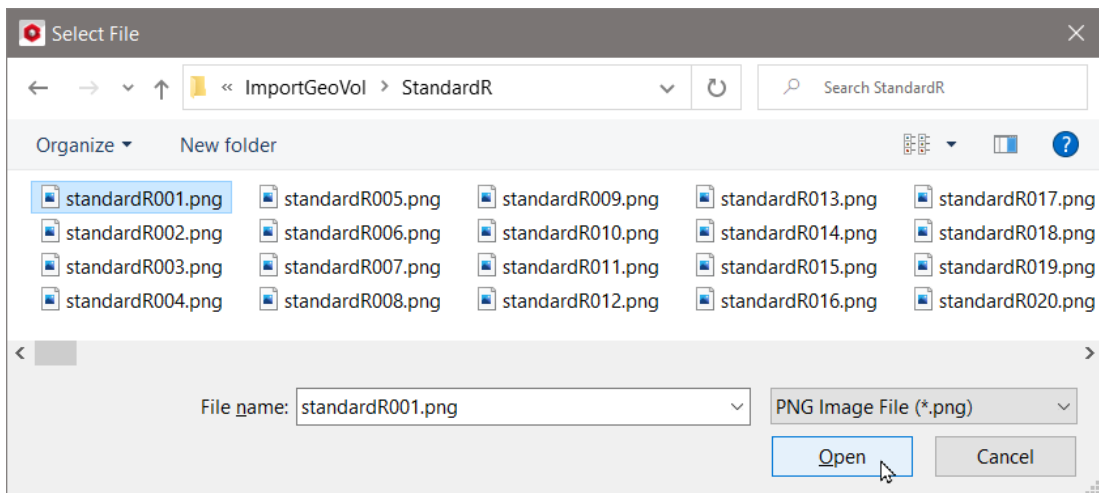 Select File
« ImportGeoVol > StandardR
Search StandardR
Organize
New folder
?
standardR001.png standardR005.png standardR009.png standardR013.png standardR017.png
standardR002.png standardR006.png standardR010.png standardR014.png standardR018.png
standardR003.png standardR007.png standardR011.png standardR015.png standardR019.png
standardR004.png standardR008.png standardR012.png standardR016.png standardR020.png
File name: standardR001.png
PNG Image File (*.png)
Open
Cancel